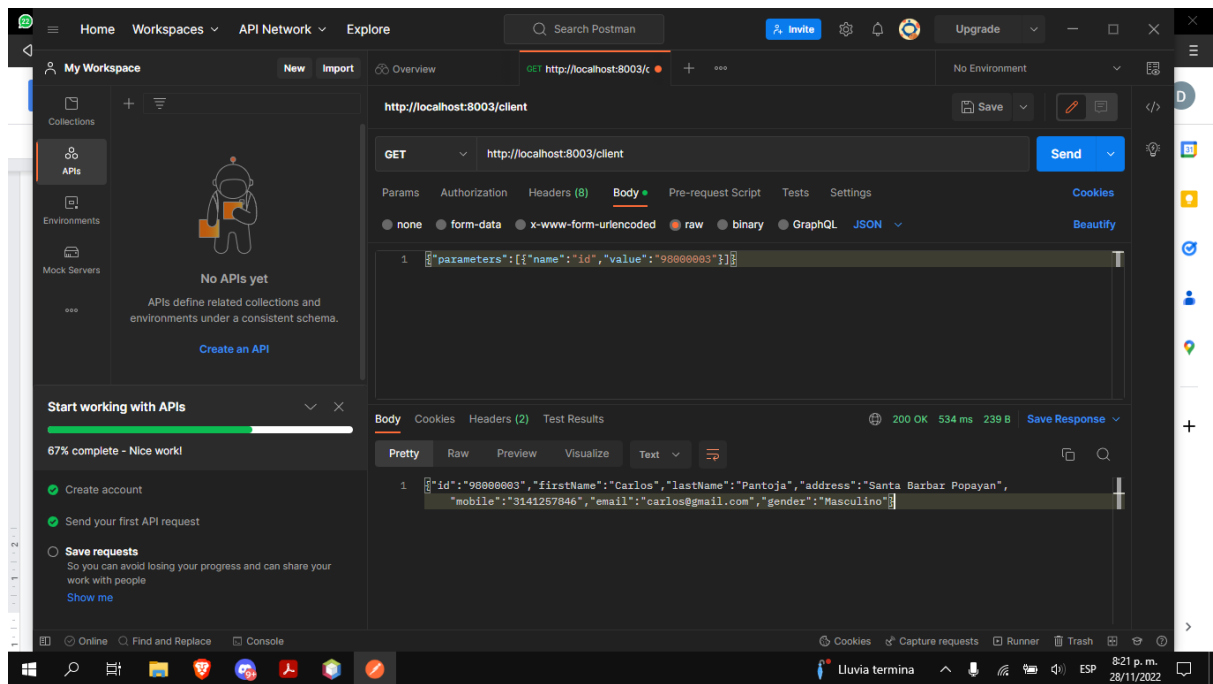 Home Workspaces API Network Explore Search Postman Invite Upgrade
My Workspace New Import Overview GET http://localhost:8003/c No Environment
Collections
http://localhost:8003/client Save
D
APIs
GET http://localhost:8003/client Send
31
Params Authorization Headers (8) Body Pre-request Script Tests Settings Cookies
Environments
none form-data x-www-form-urlencoded raw binary GraphQL JSON Beautify
1 {"parameters":[{"name":"id","value":"98000003"}]}
Mock Servers
No APIs yet
APIs define related collections and
environments under a consistent schema.
Create an API
Start working with APIs
67% complete - Nice work!
Create account
Send your first API request
Save requests
So you can avoid losing your progress and can share your
work with people
Show me
Body Cookies Headers (2) Test Results 200 OK 534 ms 239 B Save Response
Pretty Raw Preview Visualize Text
1 {"id":"98000003","firstName":"Carlos","lastName":"Pantoja","address":"Santa Barbar Popayan",
"mobile":"3141257846","email":"carlos@gmail.com","gender":"Masculino"}
Online Find and Replace Console Cookies Capture requests Runner Trash
Lluvia termina ESP 8:21 p. m.
28/11/2022